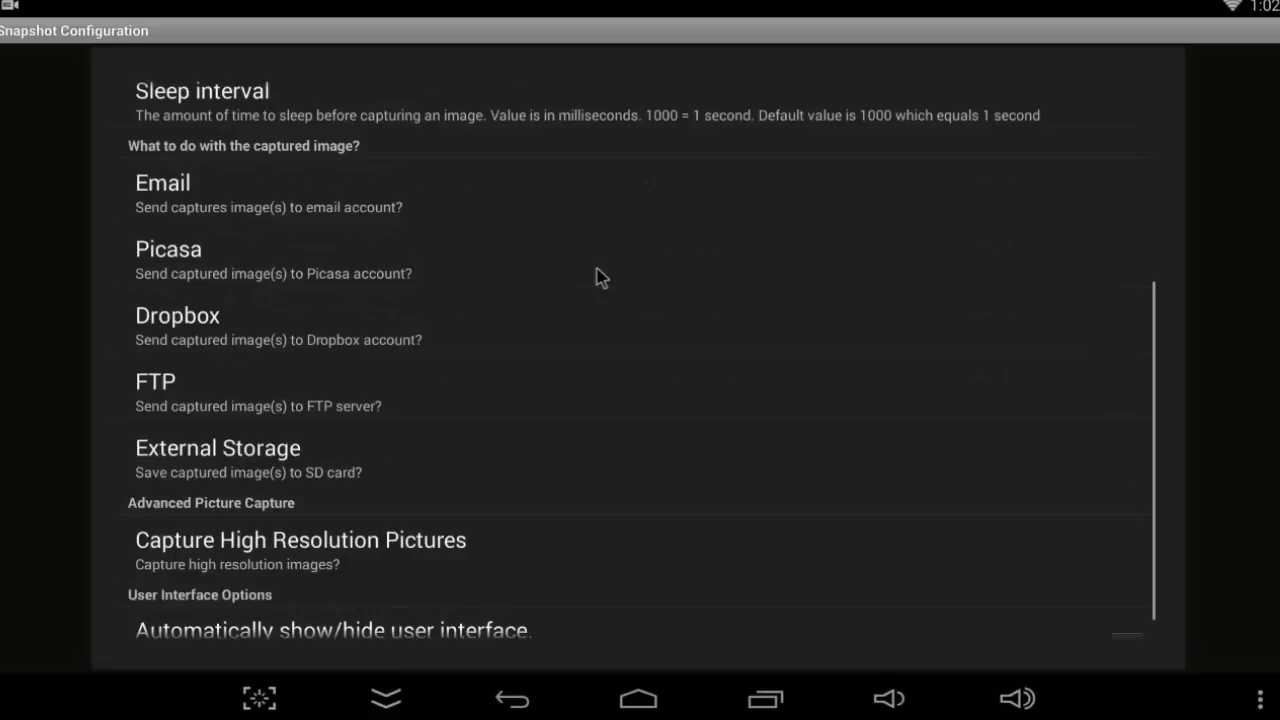 1:02
Snapshot Configuration
Sleep interval
The amount of time to sleep before capturing an image. Value is in milliseconds. 1000 = 1 second. Default value is 1000 which equals 1 second
What to do with the captured image?
Email
Send captures image(s) to email account?
Picasa
Send captured image(s) to Picasa account?
Dropbox
Send captured image(s) to Dropbox account?
FTP
Send captured image(s) to FTP server?
External Storage
Save captured image(s) to SD card?
Advanced Picture Capture
Capture High Resolution Pictures
Capture high resolution images?
User Interface Options
Automatically show/hide user interface.